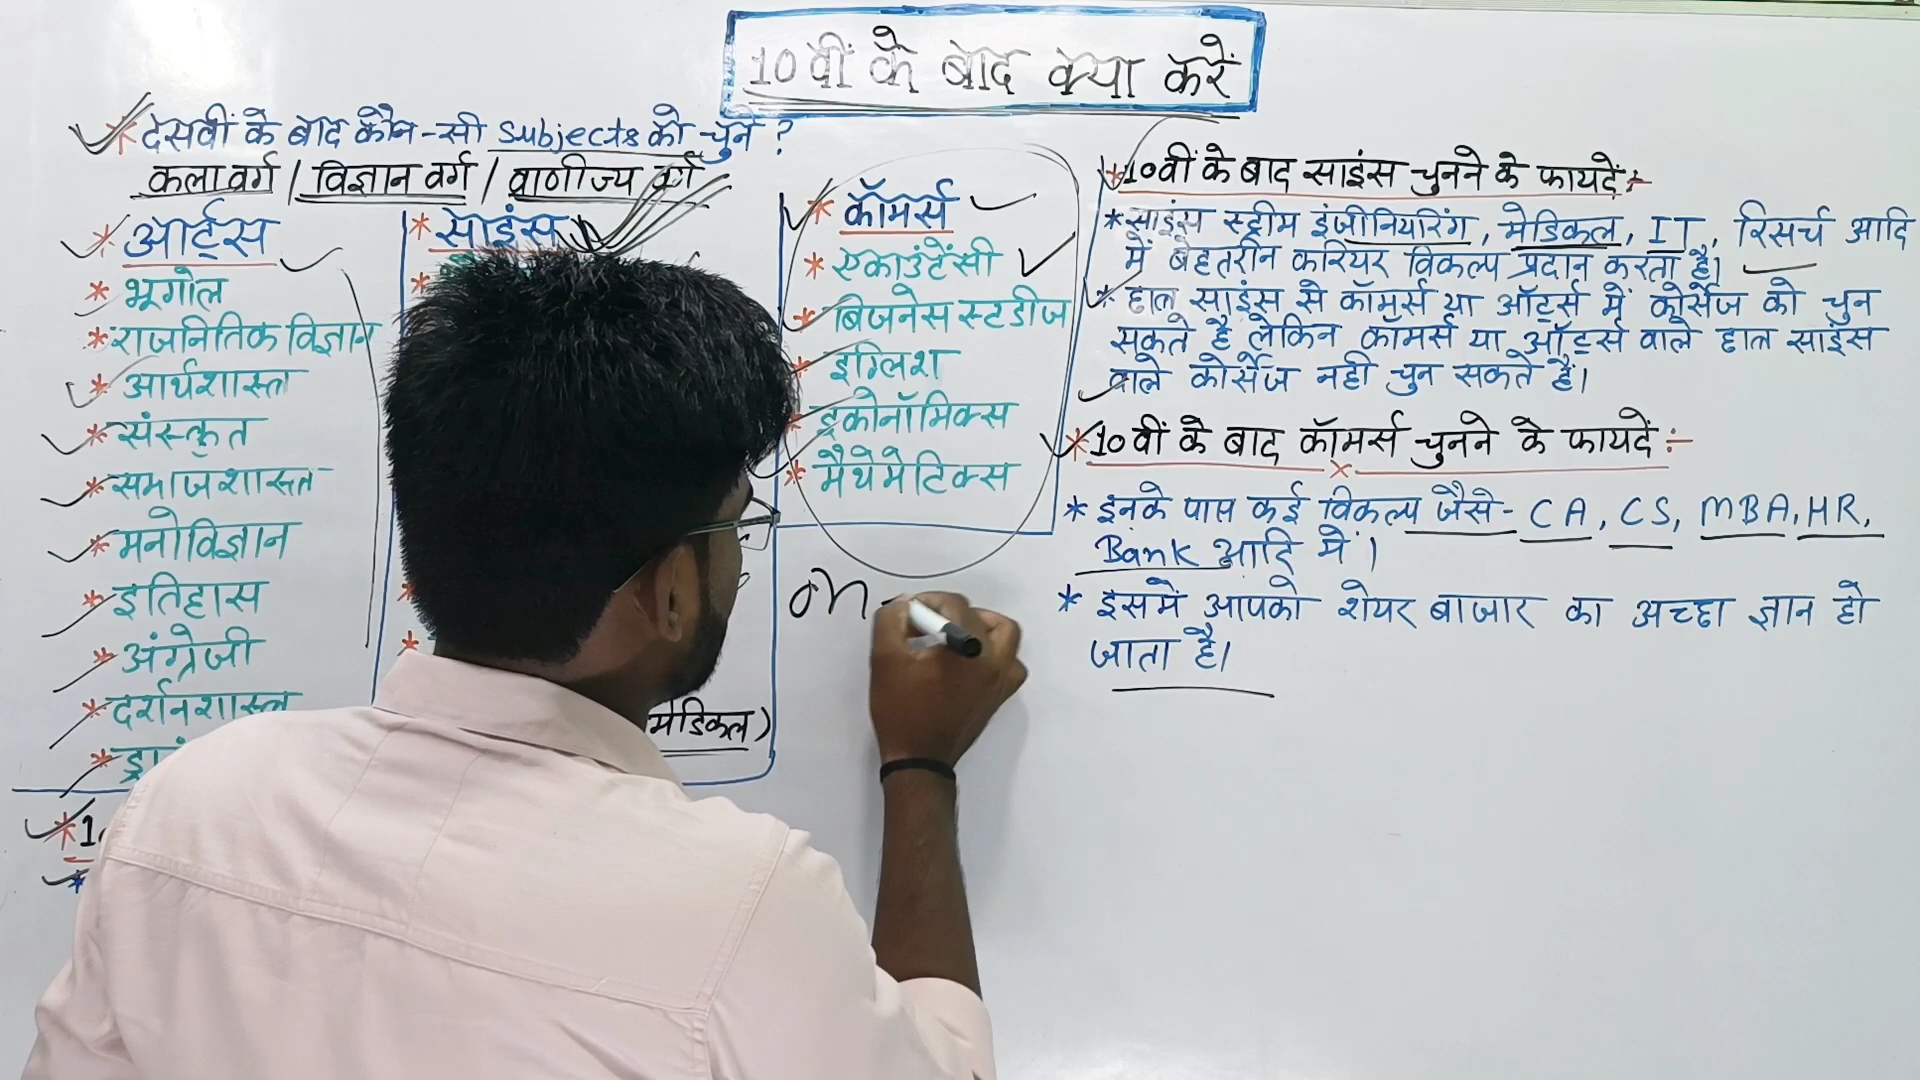 10वीं के बाद क्या करें
* दसवीं के बाद कौन-सी Subjects को चुने ?
कला वर्ग / विज्ञान वर्ग / वाणीज्य वर्ग
* आर्ट्स
* भूगोल
* राजनितिक विज्ञान
* आर्थशास्त्र
* संस्कृत
* समाजशास्त्र
* मनोविज्ञान
* इतिहास
* अंग्रेजी
* दर्शनशास्त्र
* साइंस
मेडिकल)
* कॉमर्स
* एकाउंटेंसी
* बिजनेस स्टडीज
* इंग्लिश
* इकोनॉमिक्स
* मैथेमेटिक्स
* 10वीं के बाद साइंस चुनने के फायदें :-
* साइंस स्ट्रीम इंजीनियरिंग, मेडिकल, IT, रिसर्च आदि
में बेहतरीन करियर विकल्प प्रदान करता है।
* हाल साइंस से कॉमर्स या ऑर्ट्स में कोर्सेज को चुन
सकते है लेकिन कॉमर्स या ऑर्ट्स वाले हाल साइंस
वाले कोर्सेज नही चुन सकते हैं।
* 10वीं के बाद कॉमर्स चुनने के फायदें :-
* इनके पास कई विकल्प जैसे- CA, CS, MBA, HR,
Bank आदि में।
* इसमें आपको शेयर बाजार का अच्छा ज्ञान हो
जाता है।